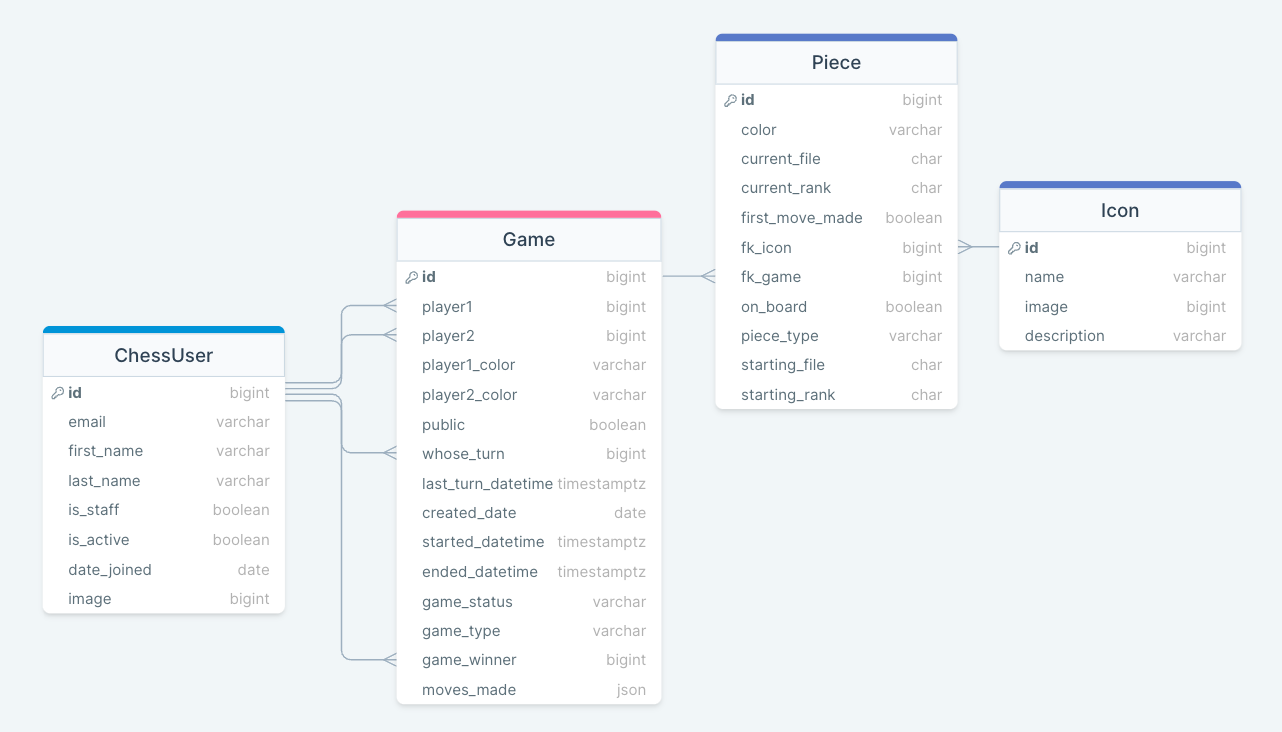 ChessUser
id bigint
email varchar
first_name varchar
last_name varchar
is_staff boolean
is_active boolean
date_joined date
image bigint
Game
id bigint
player1 bigint
player2 bigint
player1_color varchar
player2_color varchar
public boolean
whose_turn bigint
last_turn_datetime timestamptz
created_date date
started_datetime timestamptz
ended_datetime timestamptz
game_status varchar
game_type varchar
game_winner bigint
moves_made json
Piece
id bigint
color varchar
current_file char
current_rank char
first_move_made boolean
fk_icon bigint
fk_game bigint
on_board boolean
piece_type varchar
starting_file char
starting_rank char
Icon
id bigint
name varchar
image bigint
description varchar